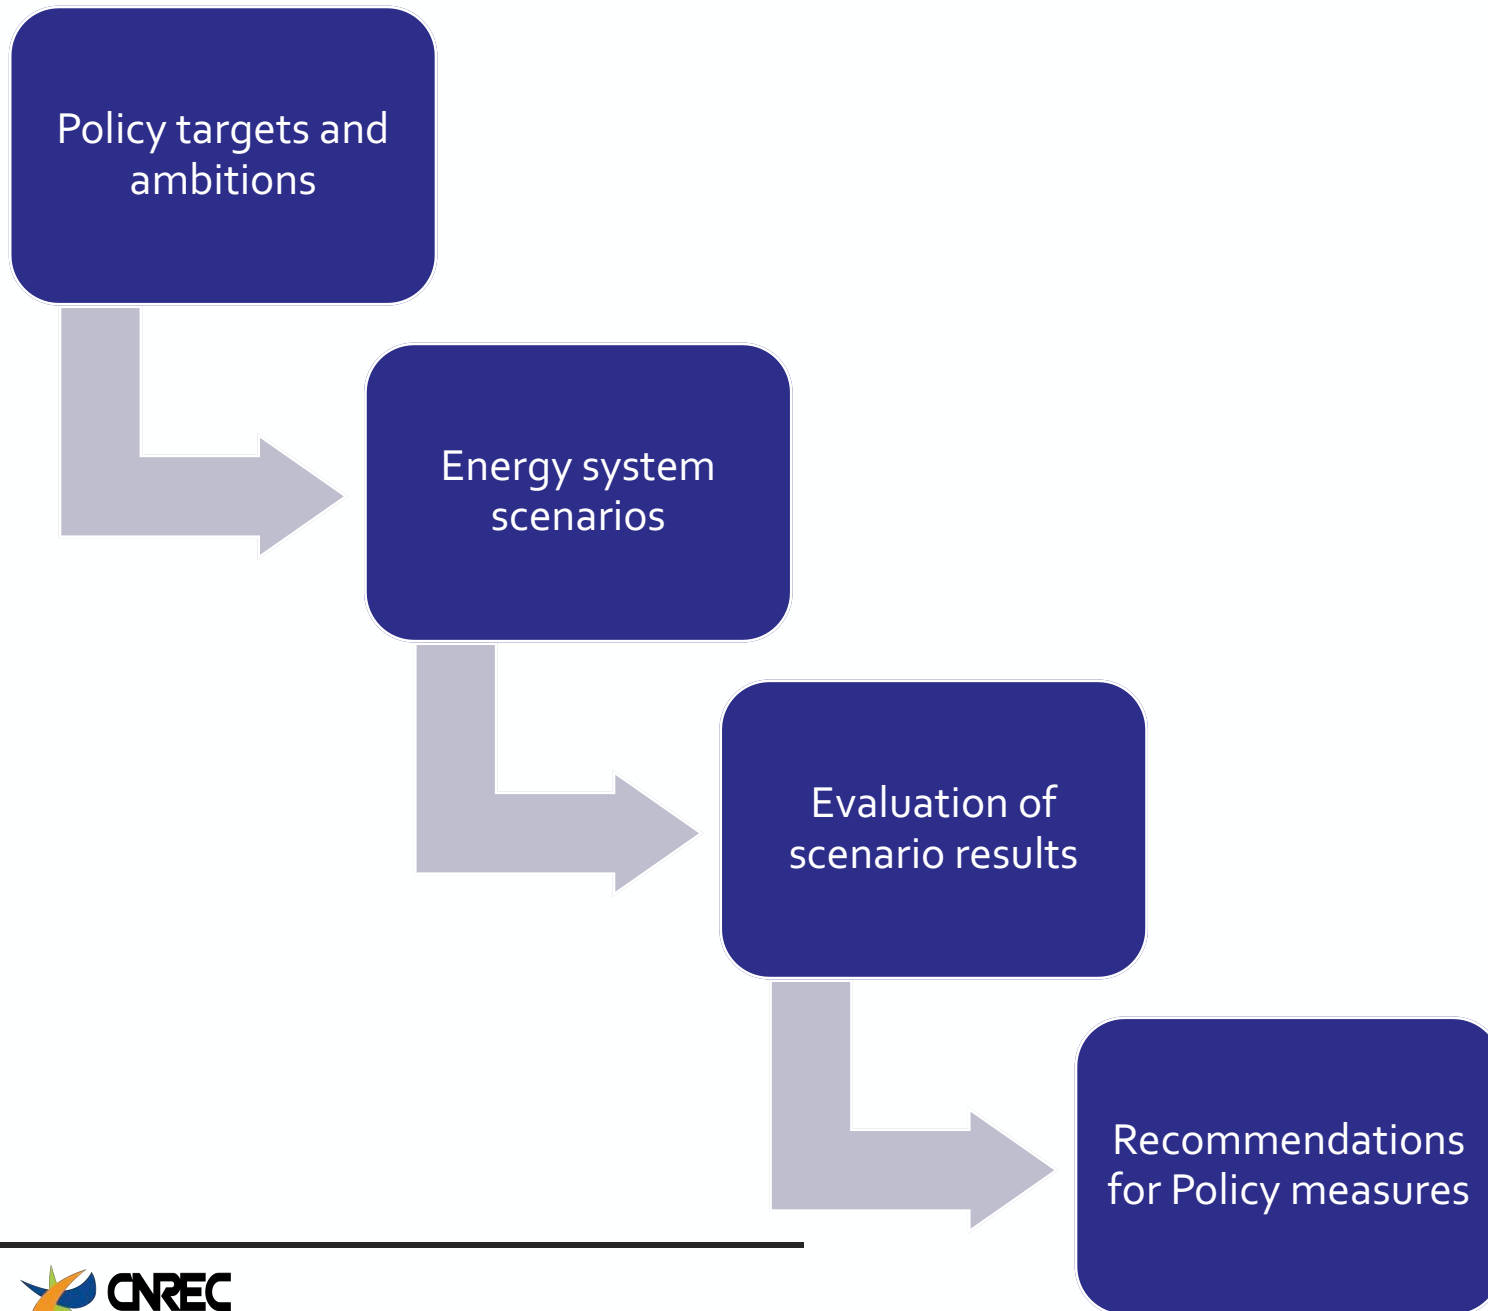 Policy targets and
ambitions
Energy system
scenarios
Evaluation of
scenario results
Recommendations
for Policy measures
CNREC